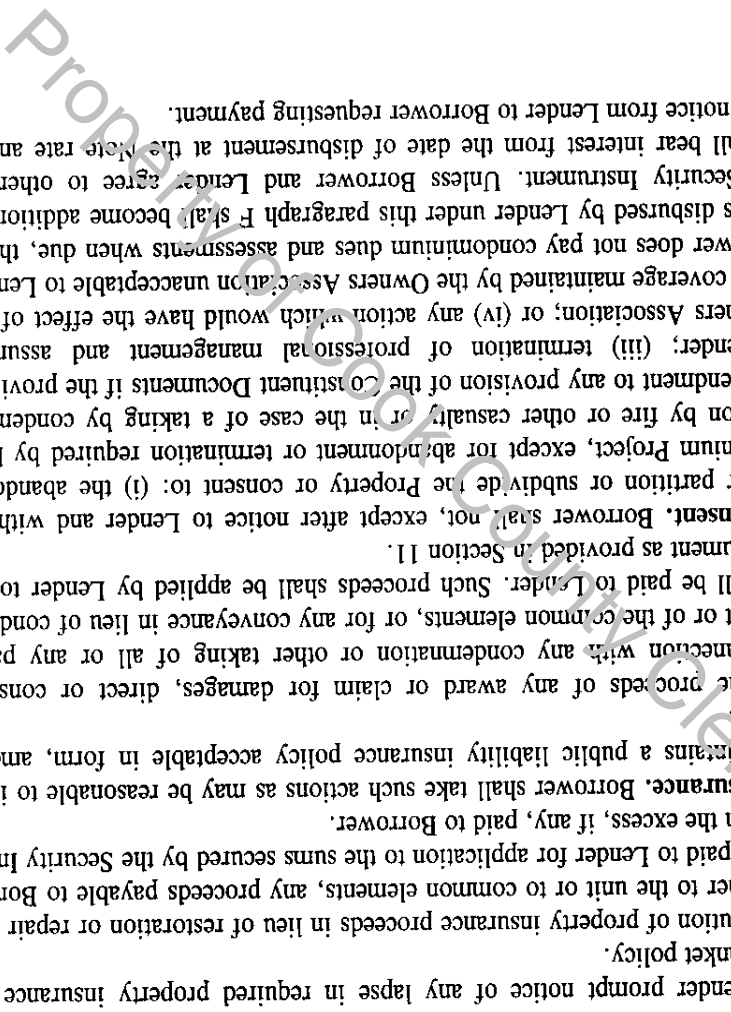 ender prompt notice of any lapse in required property insurance
nket policy.
ution of property insurance proceeds in lieu of restoration or repair
er to the unit or to common elements, any proceeds payable to Bor
paid to Lender for application to the sums secured by the Security In
h the excess, if any, paid to Borrower.
surance. Borrower shall take such actions as may be reasonable to i
ntains a public liability insurance policy acceptable in form, am
e proceeds of any award or claim for damages, direct or cons
nection with any condemnation or other taking of all or any pa
t or of the common elements, or for any conveyance in lieu of cond
ll be paid to Lender. Such proceeds shall be applied by Lender to
ument as provided in Section 11.
nsent. Borrower shall not, except after notice to Lender and with
r partition or subdivide the Property or consent to: (i) the abando
nium Project, except for abandonment or termination required by l
on by fire or other casualty or in the case of a taking by condem
endment to any provision of the Constituent Documents if the provi
ender; (iii) termination of professional management and assu
ners Association; or (iv) any action which would have the effect of
coverage maintained by the Owners Association unacceptable to Len
wer does not pay condominium dues and assessments when due, th
s disbursed by Lender under this paragraph F shall become addition
Security Instrument. Unless Borrower and Lender agree to other
ll bear interest from the date of disbursement at the Note rate an
notice from Lender to Borrower requesting payment.
Property of Cook County Cle